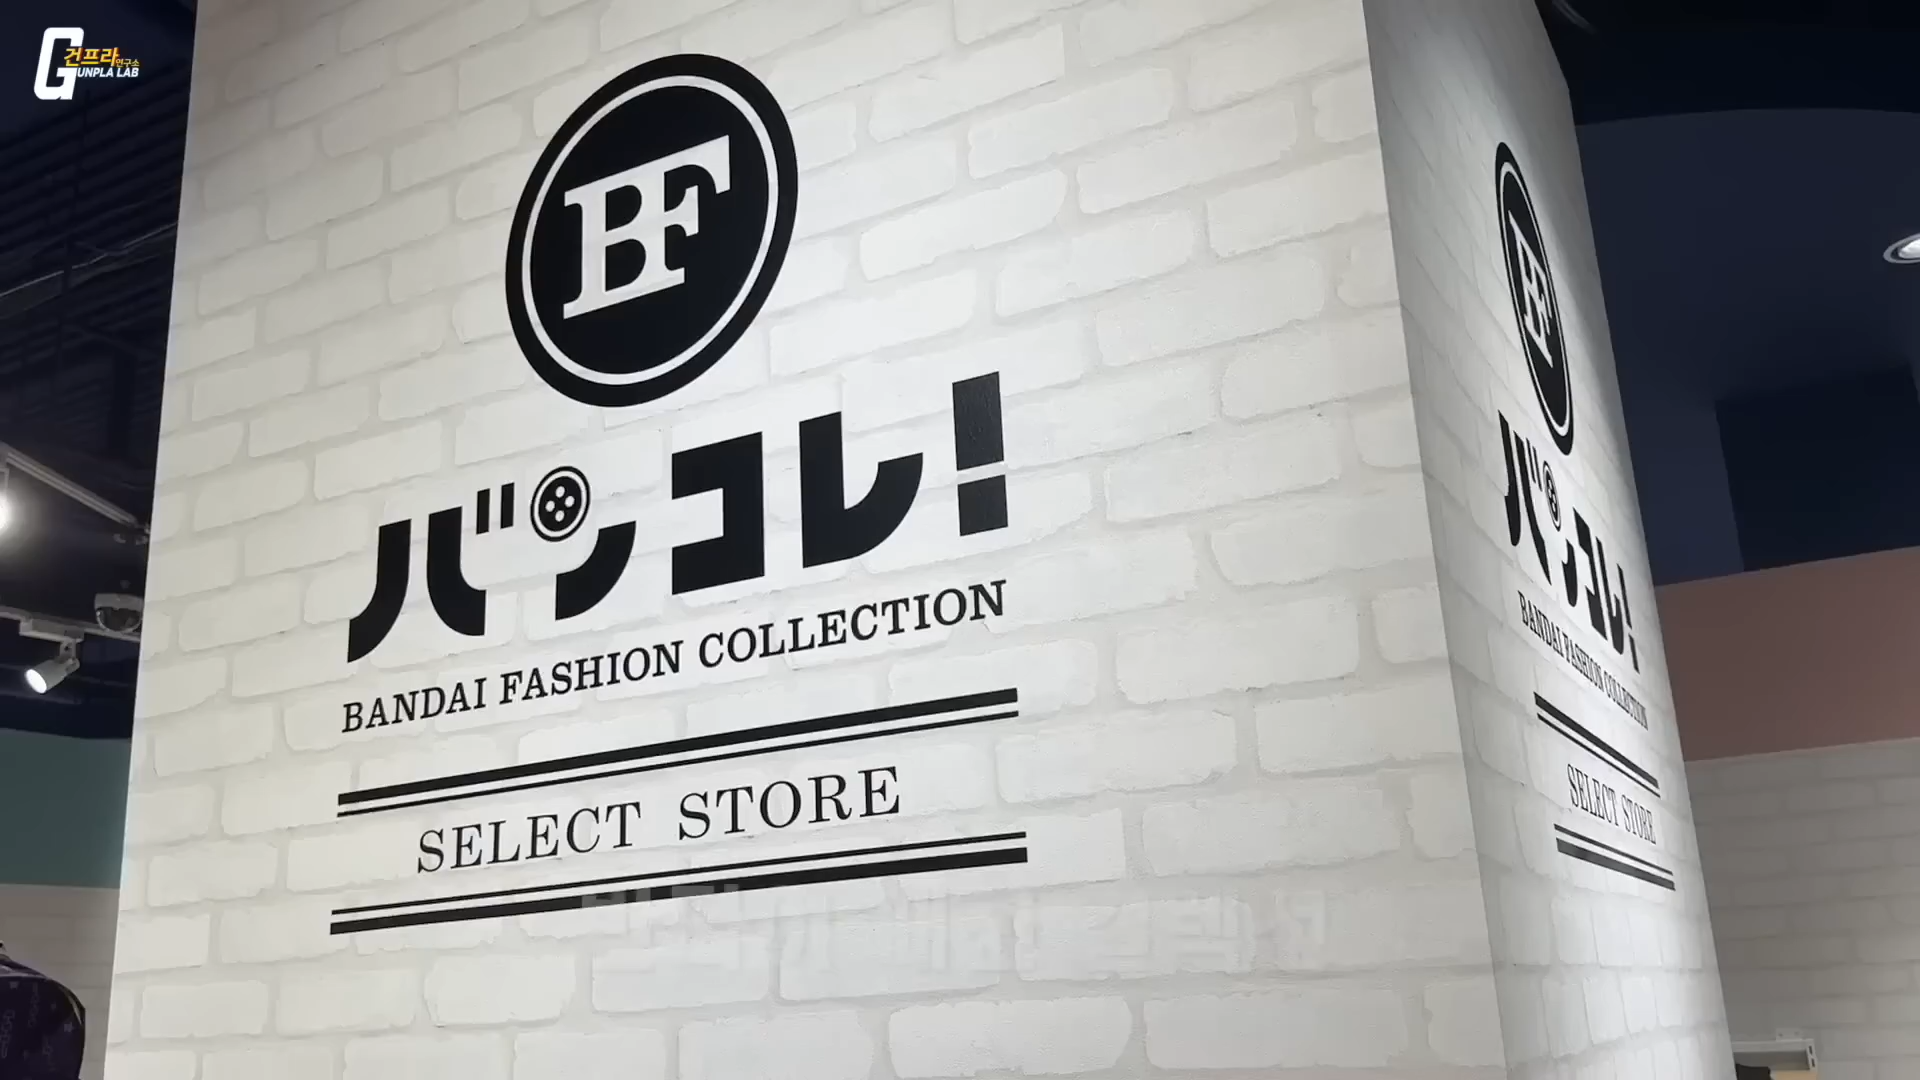 건프라연구소
GUNPLA LAB
BF
バンコレ!
BANDAI FASHION COLLECTION
SELECT STORE
BF
バンコレ!
BANDAI FASHION COLLECTION
SELECT STORE